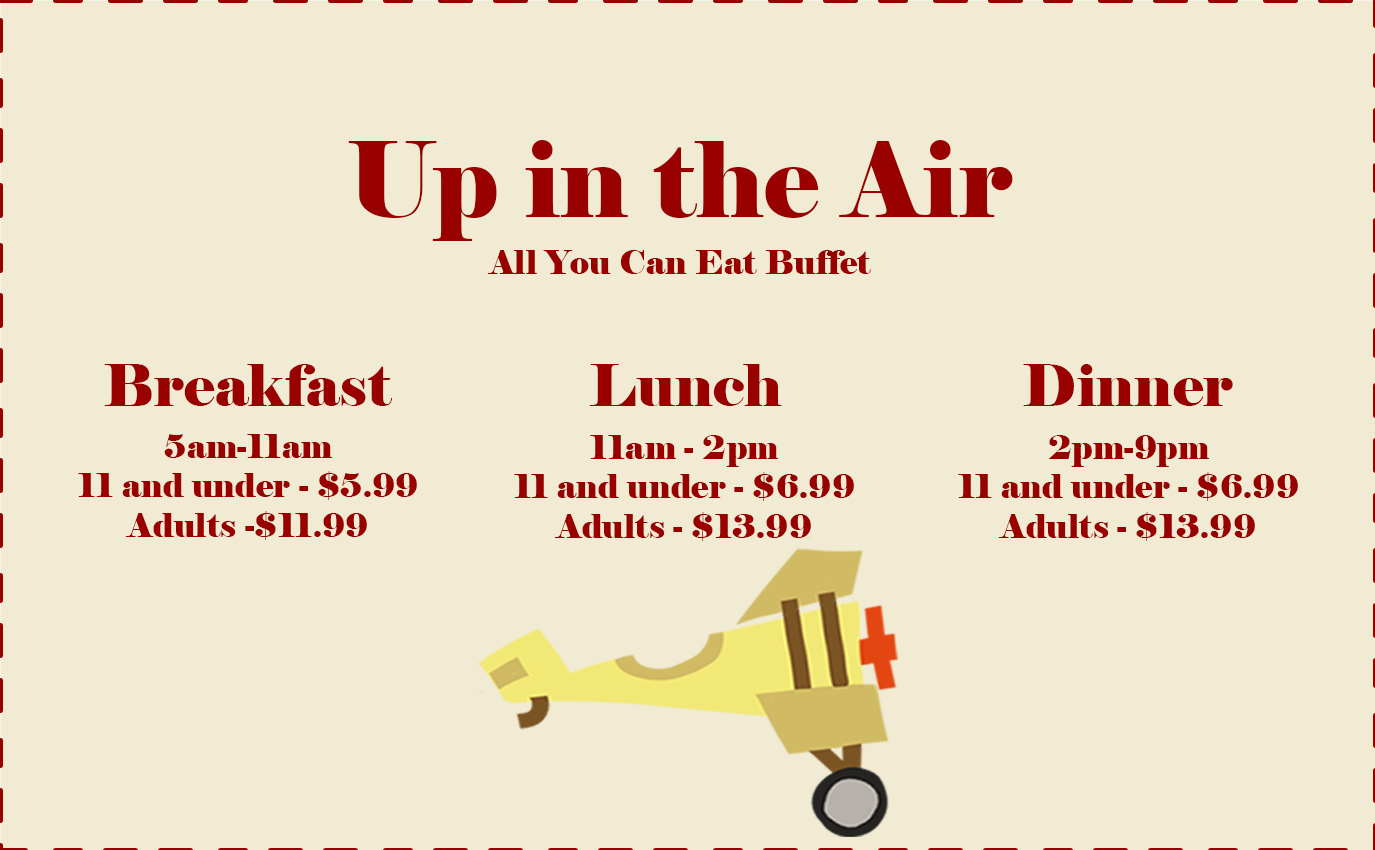 Up in the Air
All You Can Eat Buffet
Breakfast
5am-11am
11 and under - $5.99
Adults -$11.99
Lunch
11am - 2pm
11 and under - $6.99
Adults - $13.99
Dinner
2pm-9pm
11 and under - $6.99
Adults - $13.99